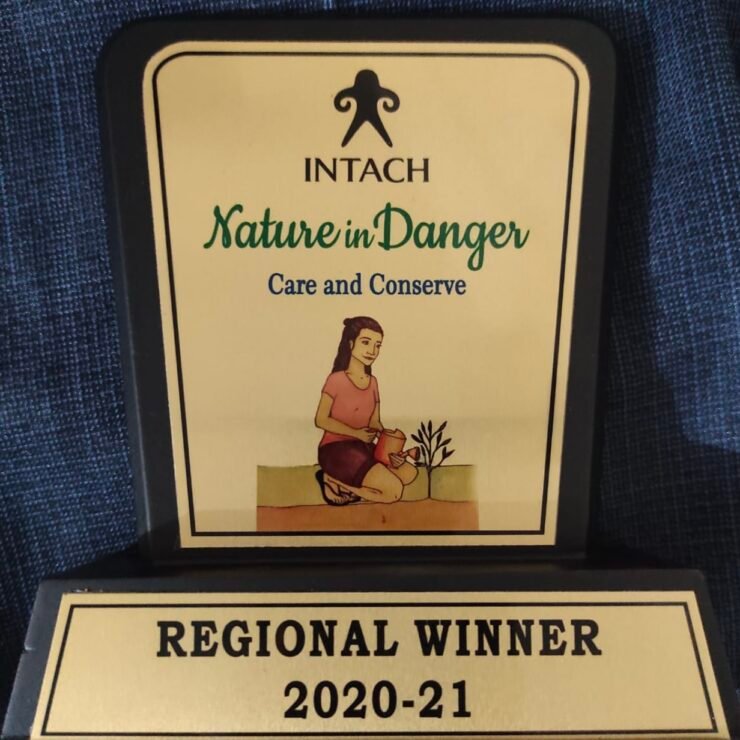 INTACH
Nature in Danger
Care and Conserve
REGIONAL WINNER
2020-21